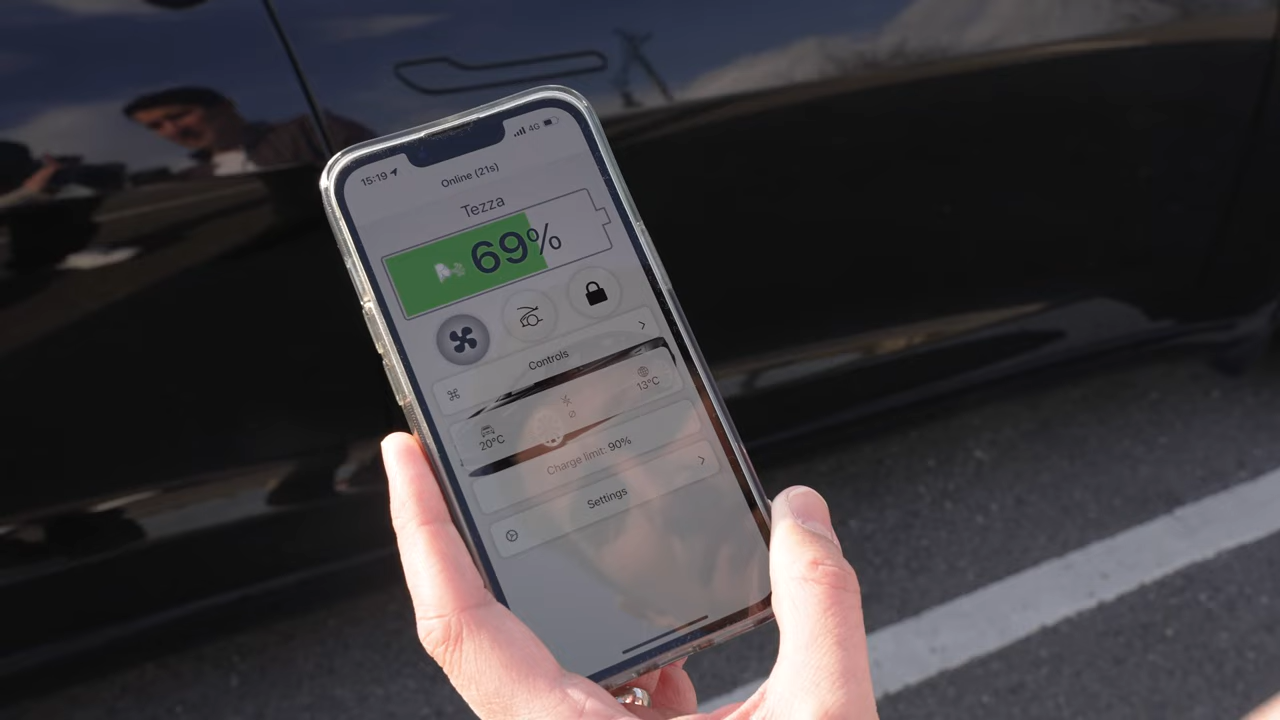 15:19
4G
Online (21s)
Tezza
69%
Controls
20°C
13°C
Charge limit: 90%
Settings